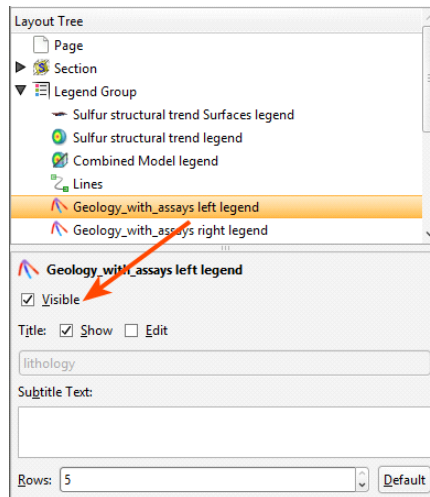 Layout Tree
Page
Section
Legend Group
Sulfur structural trend Surfaces legend
Sulfur structural trend legend
Combined Model legend
Lines
Geology_with_assays left legend
Geology_with_assays right legend
Geology_with_assays left legend
Visible
Title: Show Edit
lithology
Subtitle Text:
Rows: 5 Default